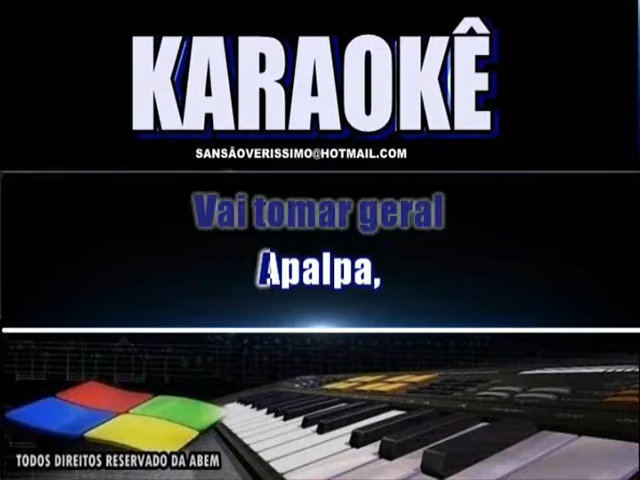 KARAOKÊ
SANSÃOVERISSIMO@HOTMAIL.COM
Vai tomar geral
Apalpa,
TODOS DIREITOS RESERVADO DA ABEM